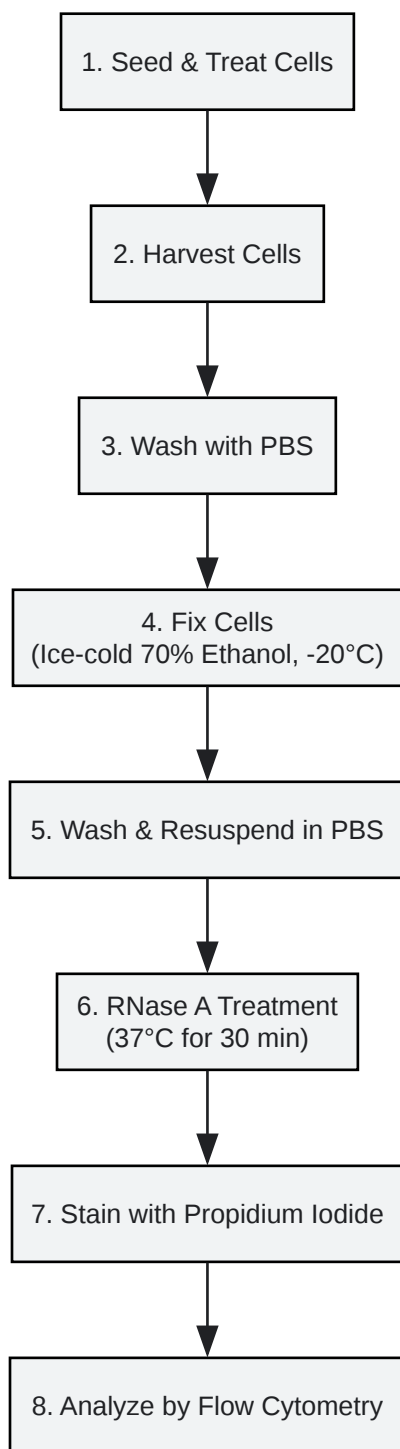 1. Seed & Treat Cells
2. Harvest Cells
3. Wash with PBS
4. Fix Cells
(Ice-cold 70% Ethanol, -20°C)
5. Wash & Resuspend in PBS
6. RNase A Treatment
(37°C for 30 min)
7. Stain with Propidium Iodide
8. Analyze by Flow Cytometry